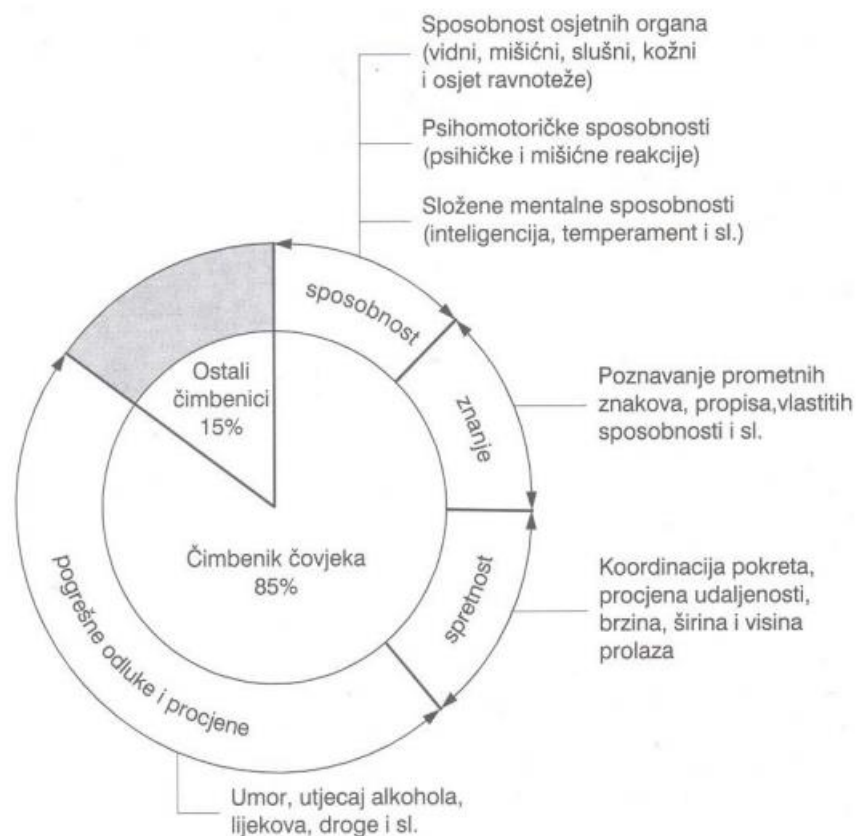 Sposobnost osjetnih organa
(vidni, mišićni, slušni, kožni
i osjet ravnoteže)
Psihomotoričke sposobnosti
(psihičke i mišićne reakcije)
Složene mentalne sposobnosti
(inteligencija, temperament i sl.)
sposobnost
Ostali
čimbenici
15%
znanje
Poznavanje prometnih
znakova, propisa,vlastitih
sposobnosti i sl.
Čimbenik čovjeka
85%
spretnost
Koordinacija pokreta,
procjena udaljenosti,
brzina, širina i visina
prolaza
pogrešne odluke i procjene
Umor, utjecaj alkohola,
lijekova, droge i sl.